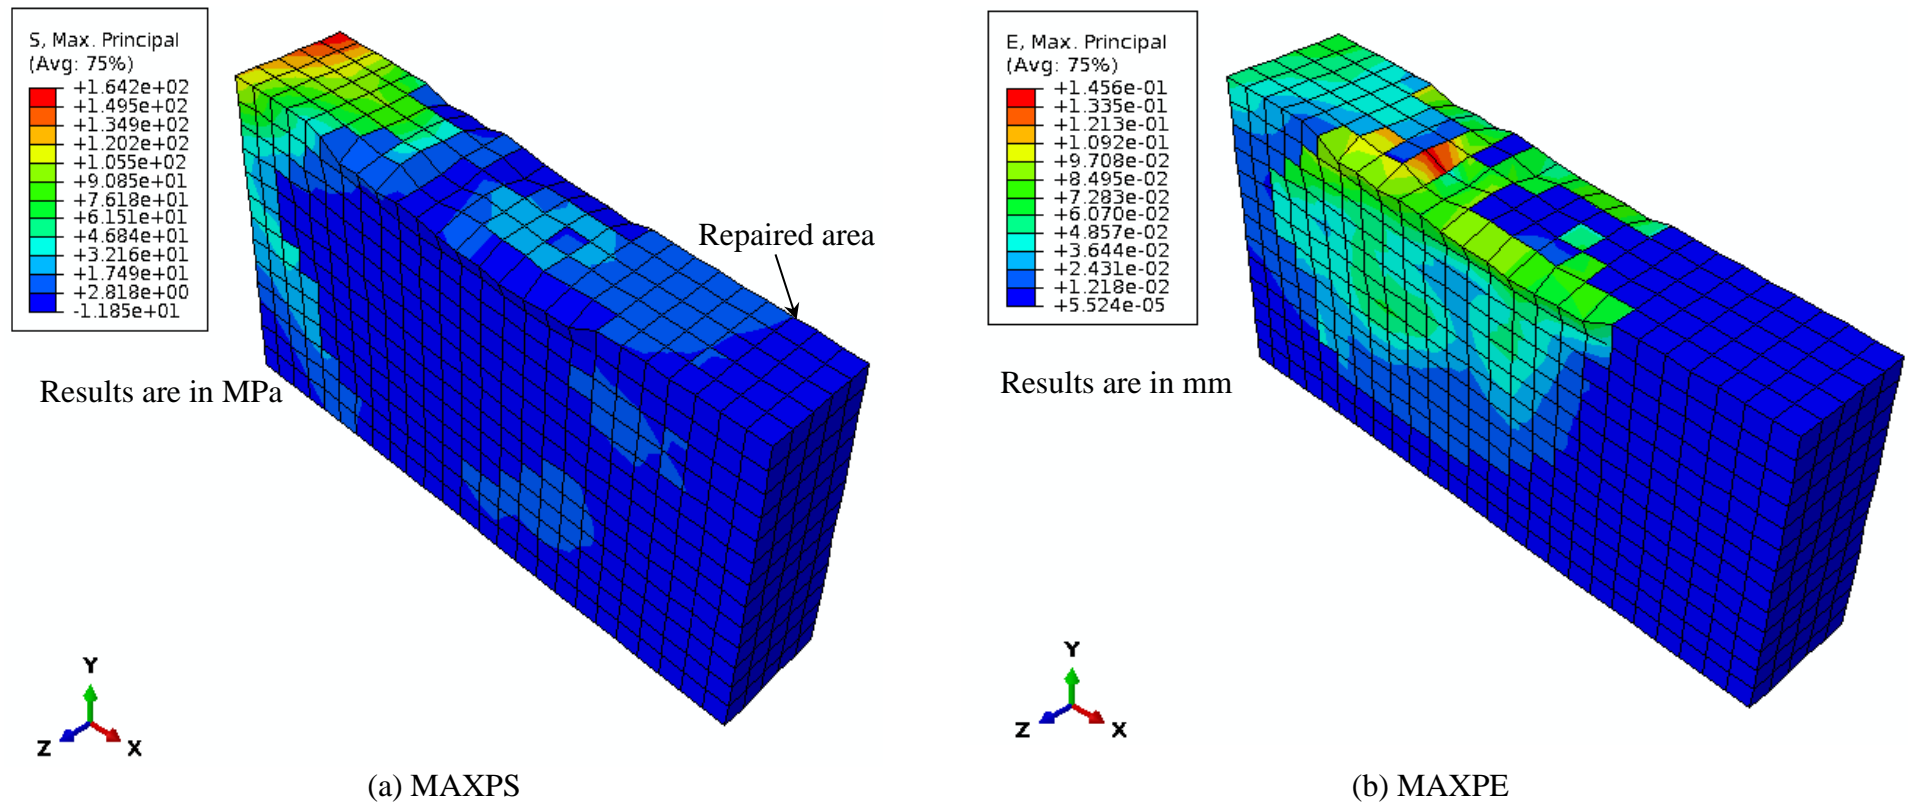 S, Max. Principal
(Avg: 75%)
+1.642e+02
+1.495e+02
+1.349e+02
+1.202e+02
+1.055e+02
+9.085e+01
+7.618e+01
+6.151e+01
+4.684e+01
+3.216e+01
+1.749e+01
+2.818e+00
-1.185e+01
Results are in MPa
Repaired area
Y
Z
X
(a) MAXPS
E, Max. Principal
(Avg: 75%)
+1.456e-01
+1.335e-01
+1.213e-01
+1.092e-01
+9.708e-02
+8.495e-02
+7.283e-02
+6.070e-02
+4.857e-02
+3.644e-02
+2.431e-02
+1.218e-02
+5.524e-05
Results are in mm
Y
Z
X
(b) MAXPE